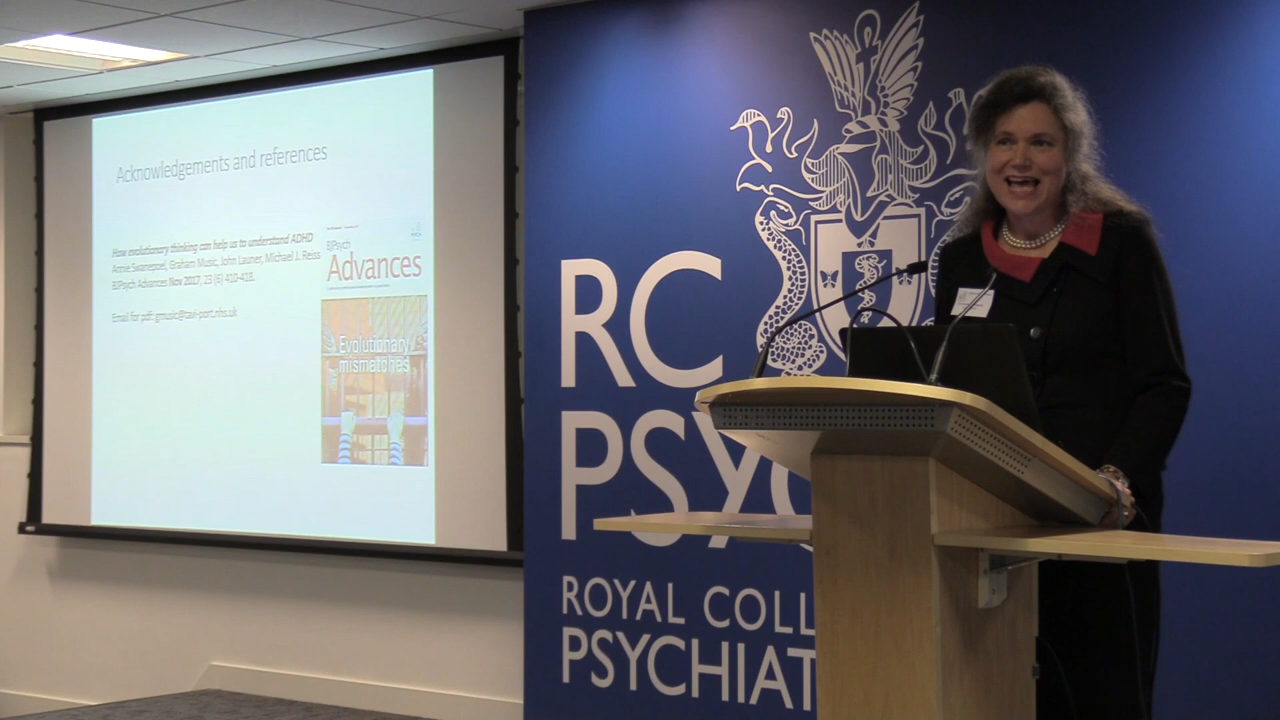 Acknowledgements and references
How evolutionary thinking can help us to understand ADHD
Annie Swanepoel, Graham Music, John Launer, Michael J. Reiss
BJPsych Advances Nov 2017; 23 (6) 410-418.
Email for pdf: gmusic@tavi-port.nhs.uk
BJPsych
Advances
Evolutionary
mismatches
RC
PSYC
ROYAL COLL
PSYCHIAT